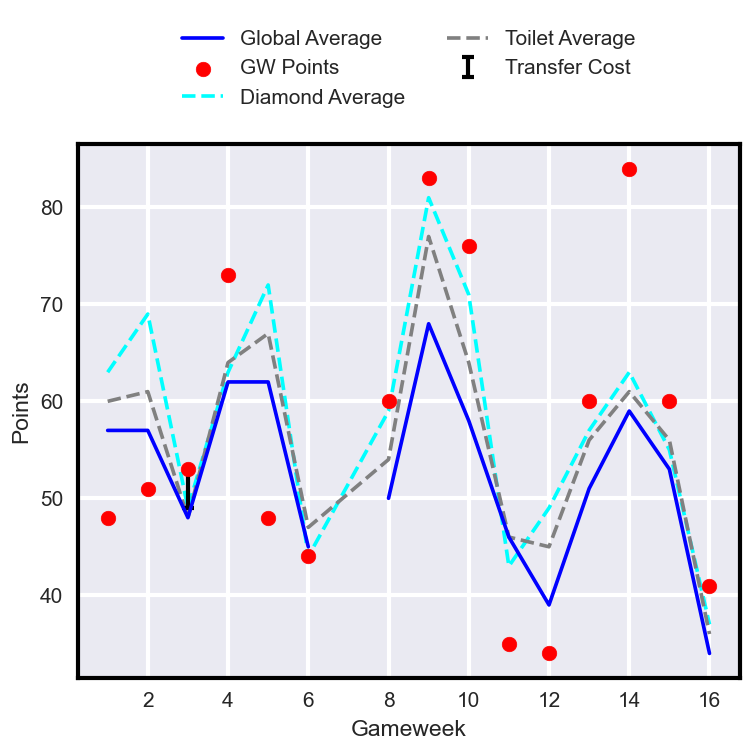 Global Average
GW Points
Diamond Average
Toilet Average
Transfer Cost
Points
80
70
60
50
40
2 4 6 8 10 12 14 16
Gameweek